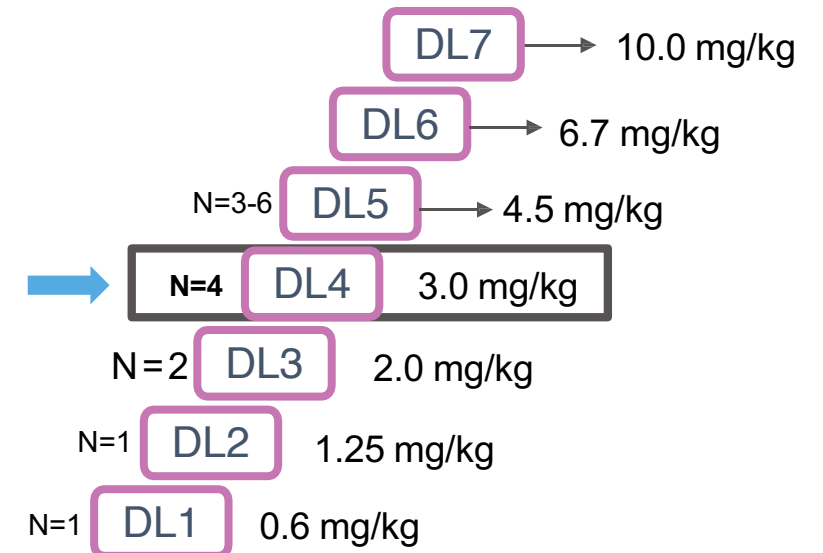 DL7 10.0 mg/kg
DL6 6.7 mg/kg
N=3-6 DL5 4.5 mg/kg
N=4 DL4 3.0 mg/kg
N=2 DL3 2.0 mg/kg
N=1 DL2 1.25 mg/kg
N=1 DL1 0.6 mg/kg